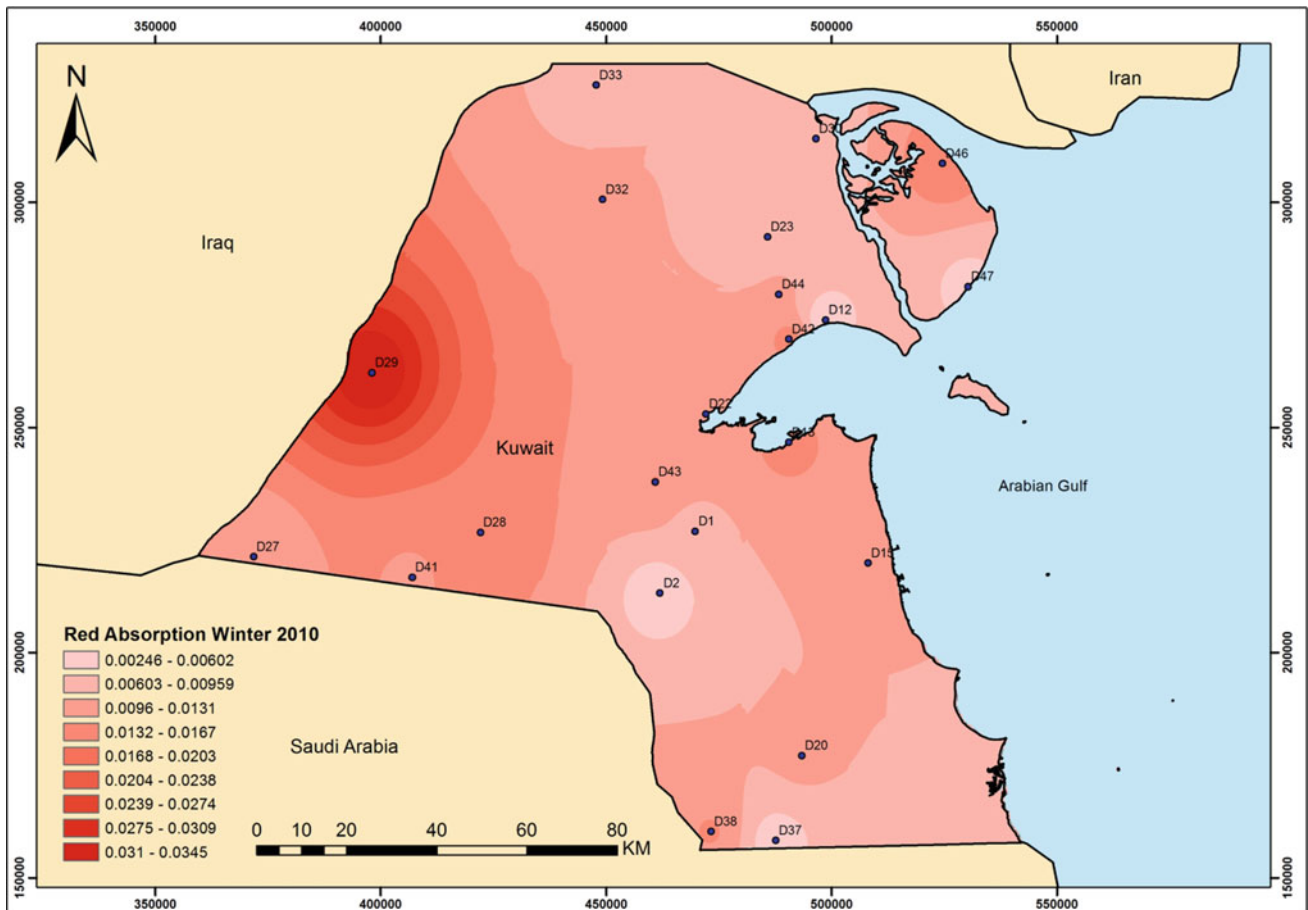 350000 400000 450000 500000 550000
N
D33
Iran
D30
D46
300000 D32 300000
Iraq
D23
D44
D47
D12
D42
D29
D22
250000 D13 250000
Kuwait
D43
Arabian Gulf
D1
D28
D27
D15
D41
D2
Red Absorption Winter 2010
0.00246 - 0.00602
200000 200000
0.00603 - 0.00959
0.0096 - 0.0131
0.0132 - 0.0167
Saudi Arabia
D20
0.0168 - 0.0203
0.0204 - 0.0238
0.0239 - 0.0274
0.0275 - 0.0309
0.031 - 0.0345
D38
D37
0 10 20 40 60 80
KM
150000 150000
350000 400000 450000 500000 550000